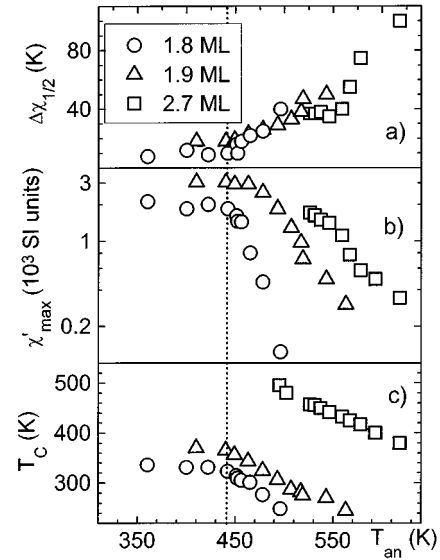 Δχ1/2 (K)
80
40
1.8 ML
1.9 ML
2.7 ML
a)
χ'max (10³ SI units)
3
1
0.2
b)
TC (K)
500
400
300
c)
350 450 550 Tan (K)